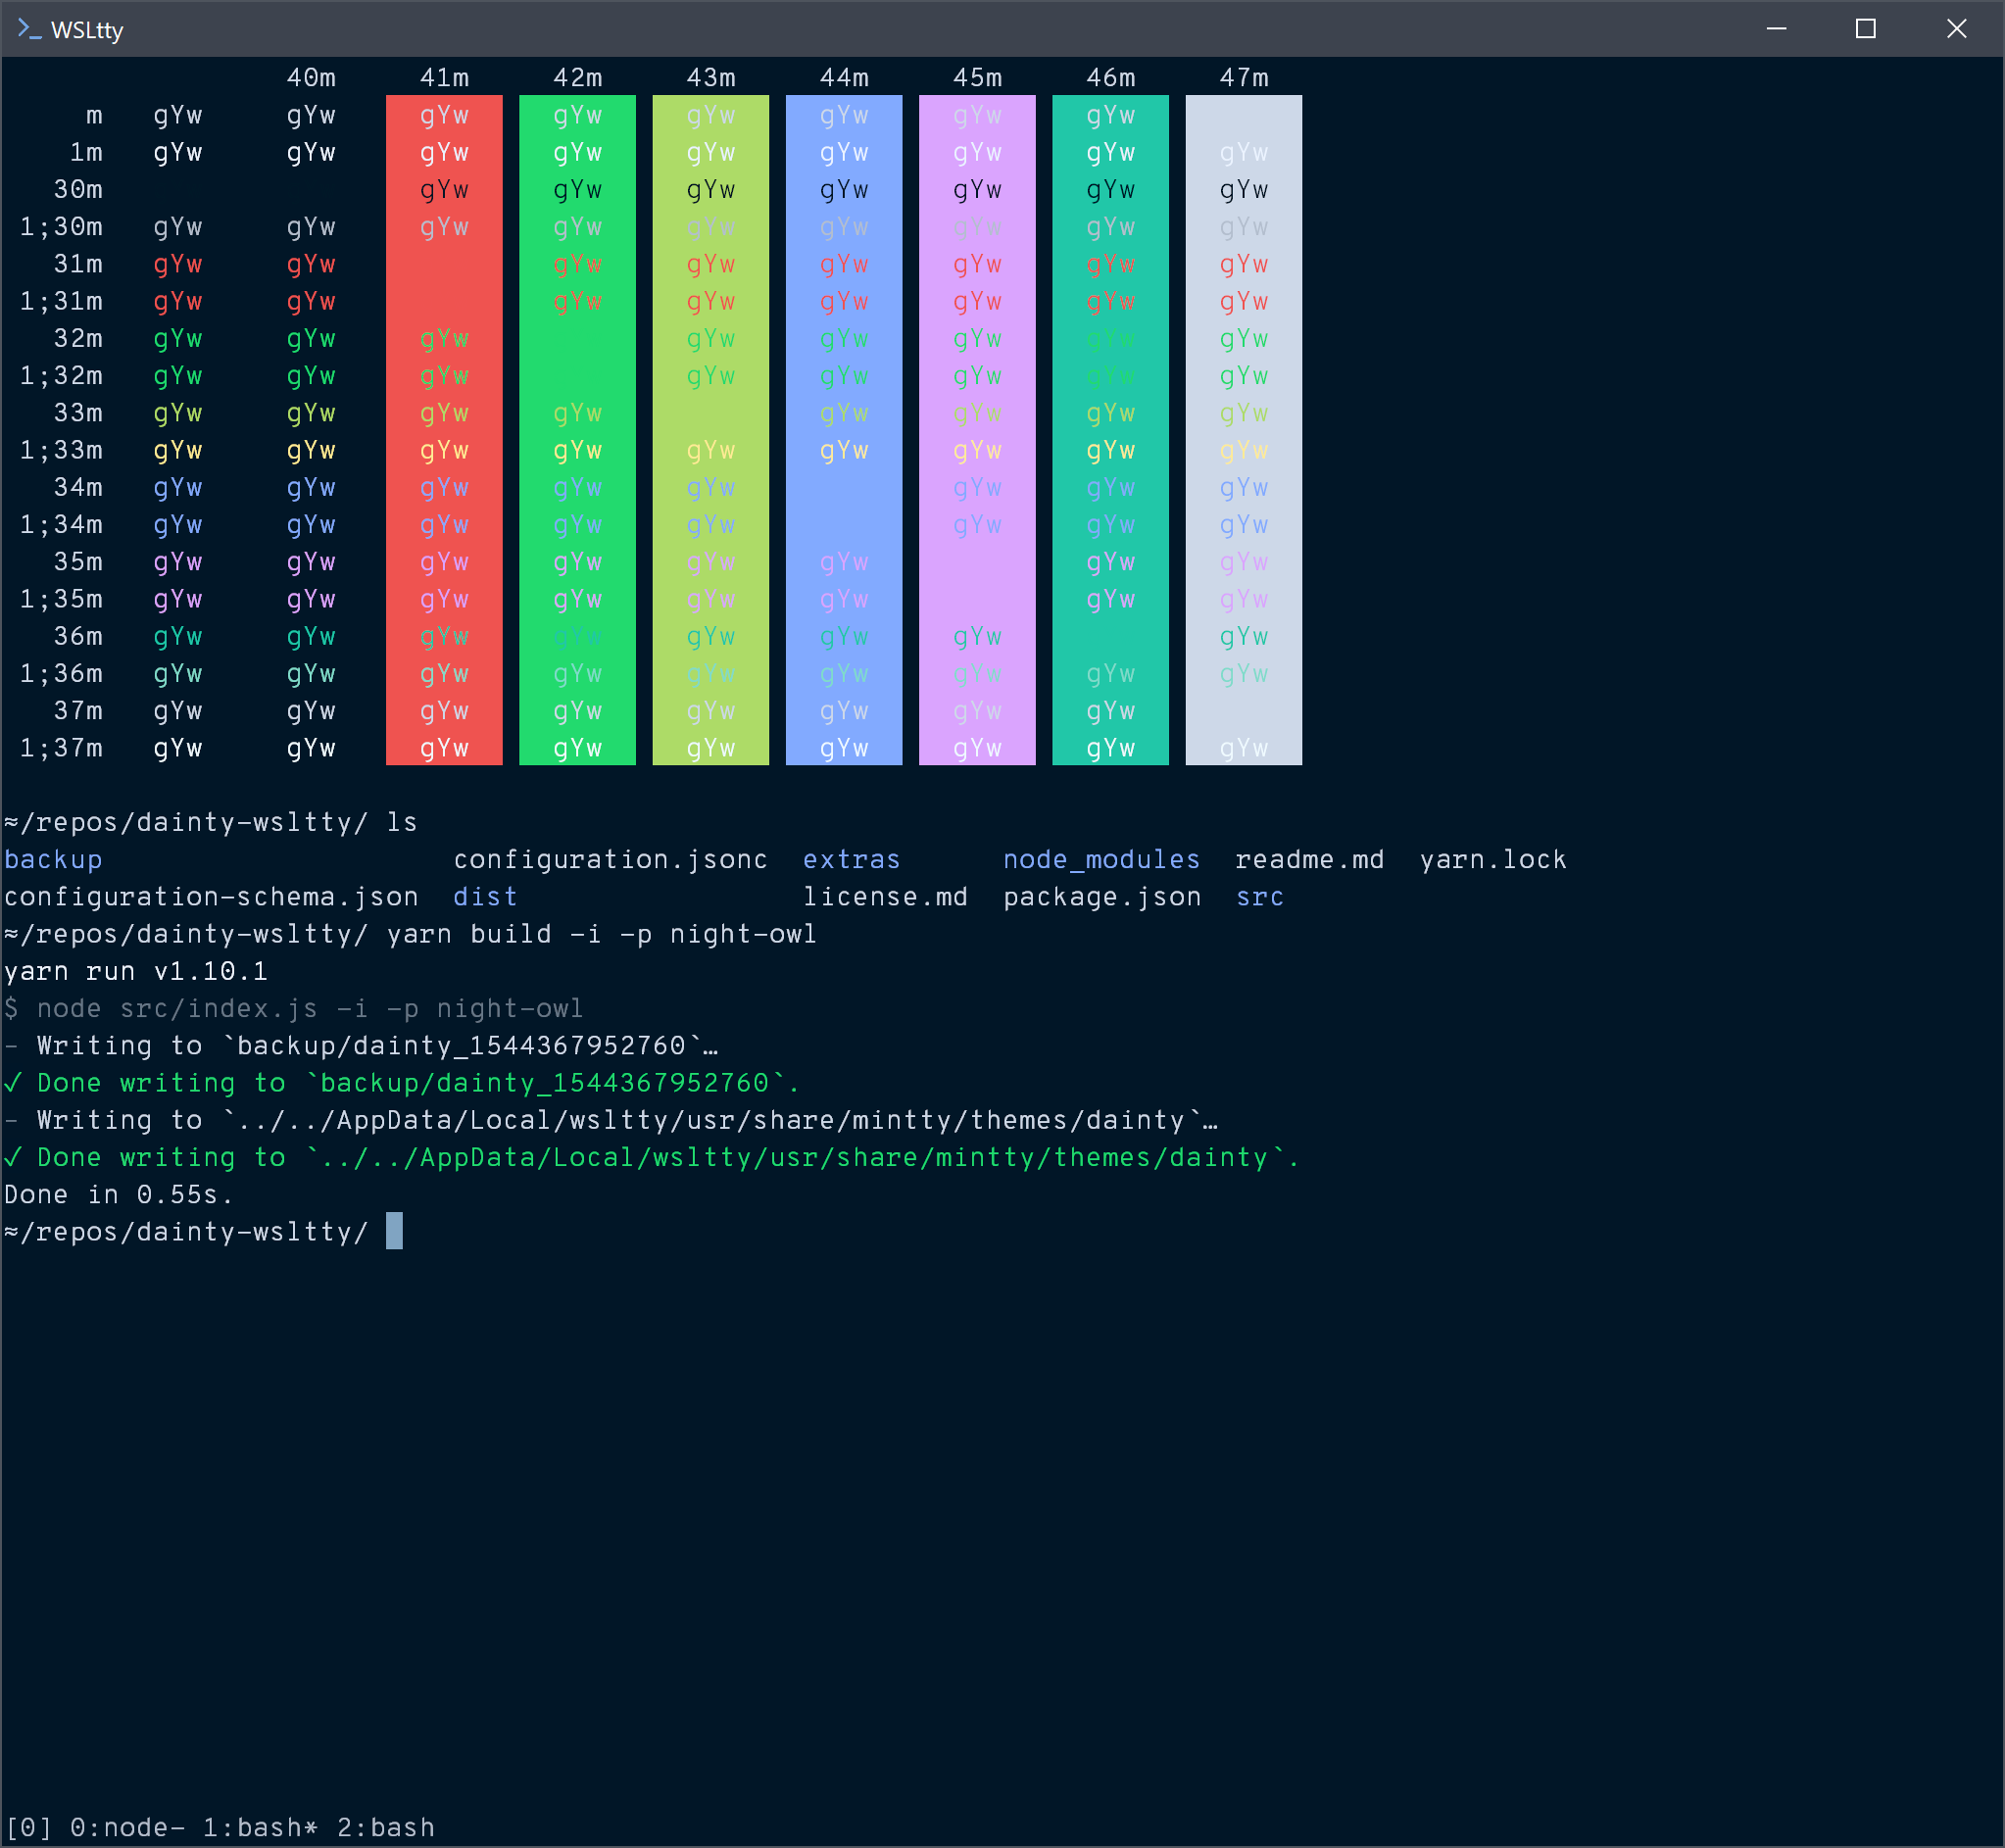 WSLtty
40m 41m 42m 43m 44m 45m 46m 47m
m gYw gYw gYw gYw gYw gYw gYw gYw
1m gYw gYw gYw gYw gYw gYw gYw gYw gYw
30m gYw gYw gYw gYw gYw gYw gYw
1;30m gYw gYw gYw gYw gYw gYw gYw gYw gYw
31m gYw gYw gYw gYw gYw gYw gYw gYw
1;31m gYw gYw gYw gYw gYw gYw gYw gYw
32m gYw gYw gYw gYw gYw gYw gYw gYw
1;32m gYw gYw gYw gYw gYw gYw gYw gYw
33m gYw gYw gYw gYw gYw gYw gYw gYw
1;33m gYw gYw gYw gYw gYw gYw gYw gYw gYw
34m gYw gYw gYw gYw gYw gYw gYw gYw
1;34m gYw gYw gYw gYw gYw gYw gYw gYw
35m gYw gYw gYw gYw gYw gYw gYw gYw
1;35m gYw gYw gYw gYw gYw gYw gYw gYw
36m gYw gYw gYw gYw gYw gYw gYw gYw
1;36m gYw gYw gYw gYw gYw gYw gYw gYw gYw
37m gYw gYw gYw gYw gYw gYw gYw gYw
1;37m gYw gYw gYw gYw gYw gYw gYw gYw gYw
≈/repos/dainty-wsltty/ ls
backup configuration.jsonc extras node_modules readme.md yarn.lock
configuration-schema.json dist license.md package.json src
≈/repos/dainty-wsltty/ yarn build -i -p night-owl
yarn run v1.10.1
$ node src/index.js -i -p night-owl
- Writing to `backup/dainty_1544367952760`…
✓ Done writing to `backup/dainty_1544367952760`.
- Writing to `../../AppData/Local/wsltty/usr/share/mintty/themes/dainty`…
✓ Done writing to `../../AppData/Local/wsltty/usr/share/mintty/themes/dainty`.
Done in 0.55s.
≈/repos/dainty-wsltty/
[0] 0:node- 1:bash* 2:bash